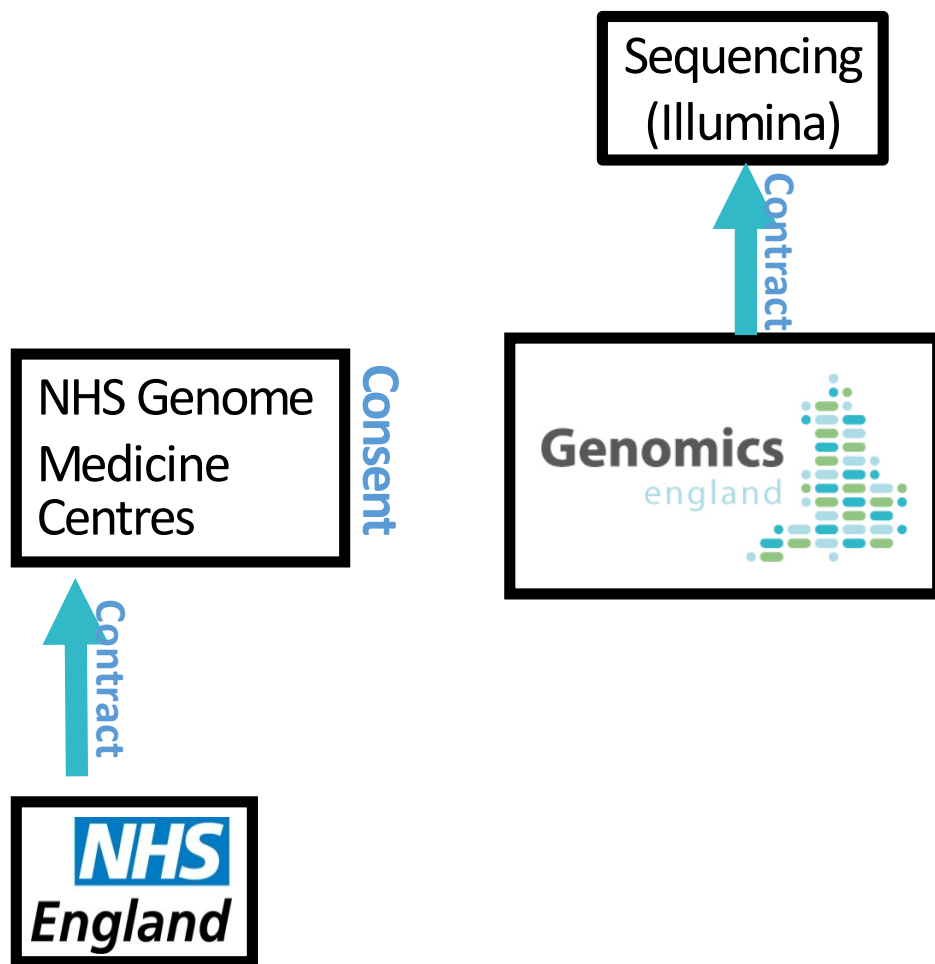 Sequencing
(Illumina)
Contract
NHS Genome
Medicine
Centres
Consent
Genomics
england
Contract
NHS
England